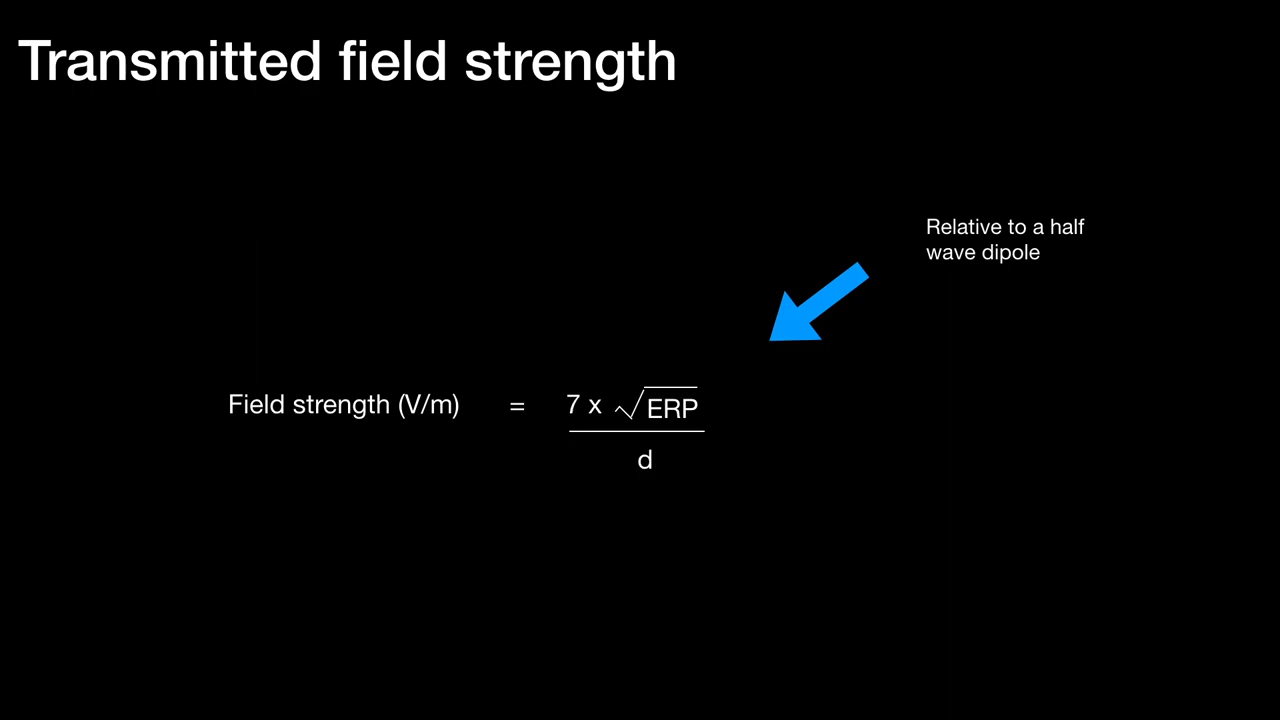 Transmitted field strength
Relative to a half
wave dipole
Field strength (V/m) = 7 x √ERP
d